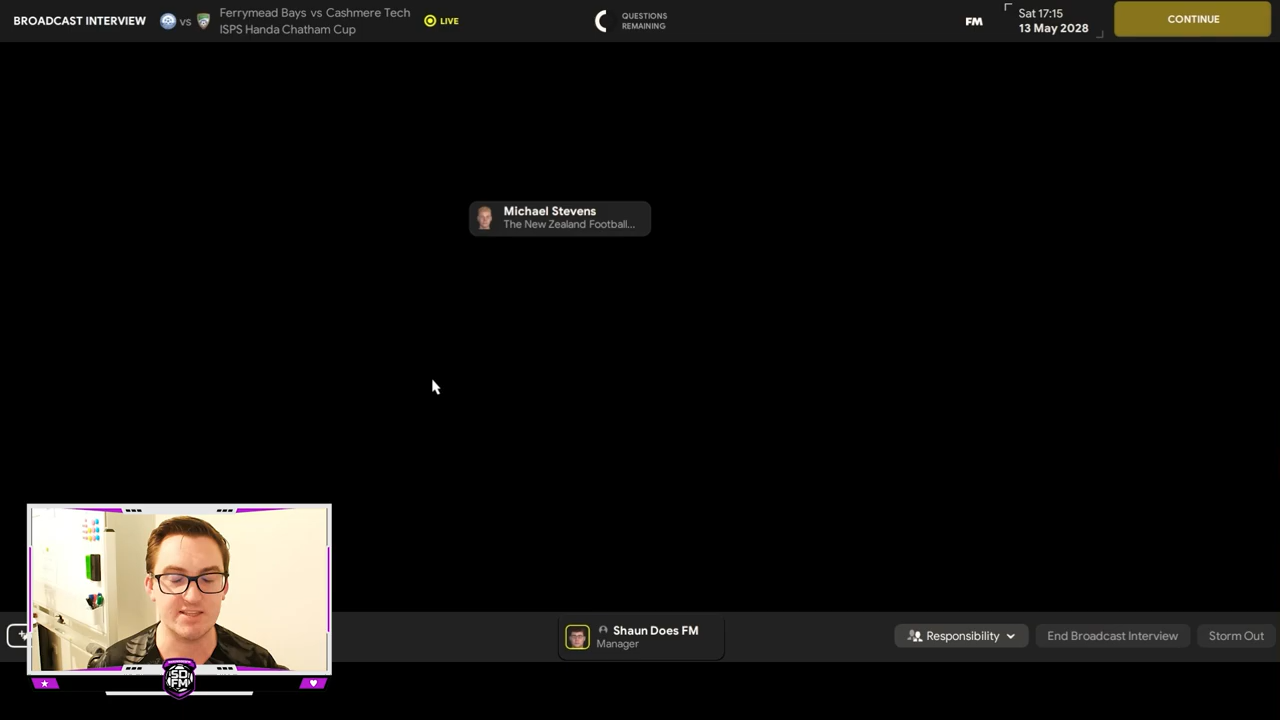 BROADCAST INTERVIEW
vs
Ferrymead Bays vs Cashmere Tech
ISPS Handa Chatham Cup
LIVE
QUESTIONS
REMAINING
FM
Sat 17:15
13 May 2028
CONTINUE
Michael Stevens
The New Zealand Football...
Shaun Does FM
Manager
Responsibility
End Broadcast Interview
Storm Out
SD
FM